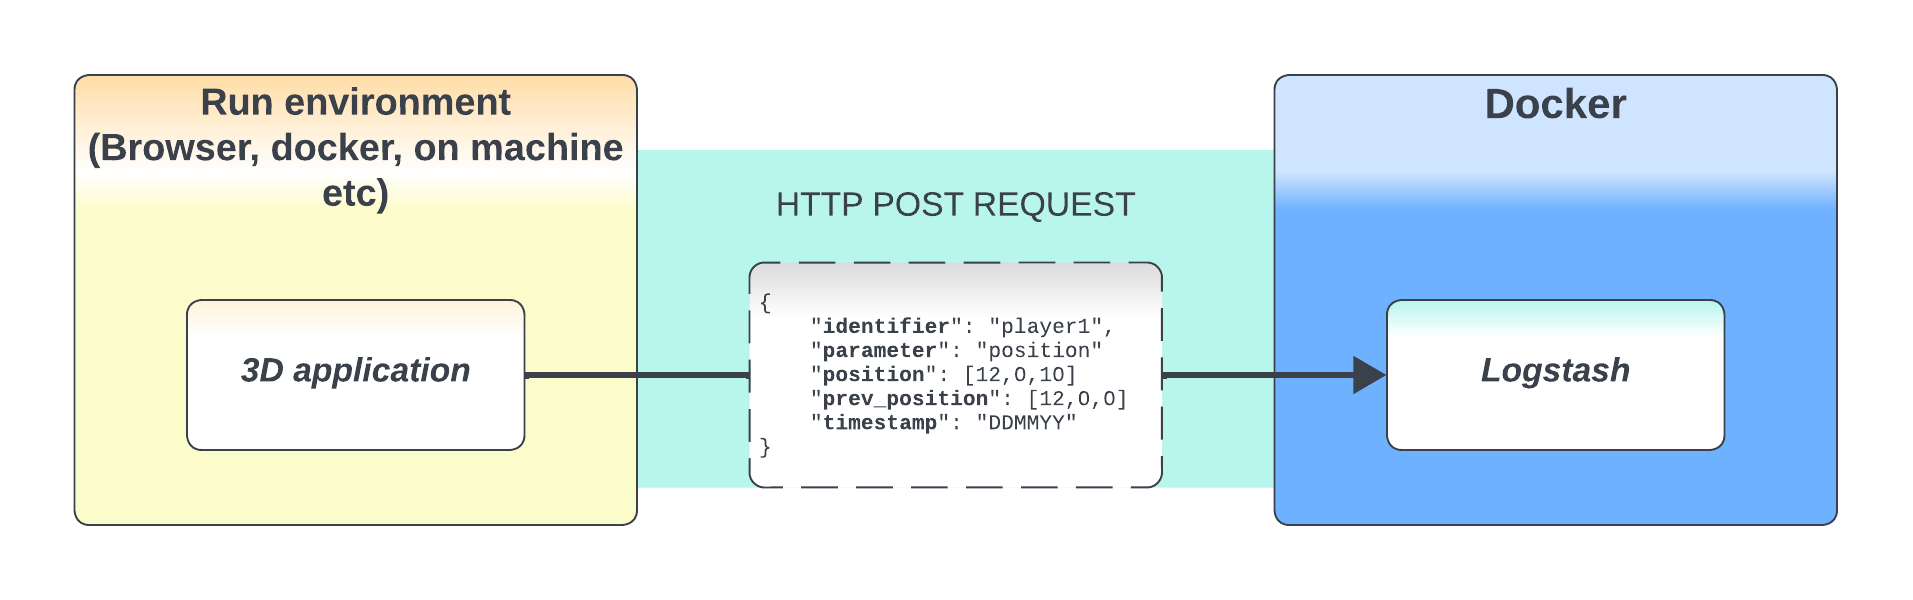 Run environment
(Browser, docker, on machine
etc)
Docker
HTTP POST REQUEST
{
"identifier": "player1",
"parameter": "position"
"position": [12,0,10]
"prev_position": [12,0,0]
"timestamp": "DDMMYY"
}
3D application
Logstash